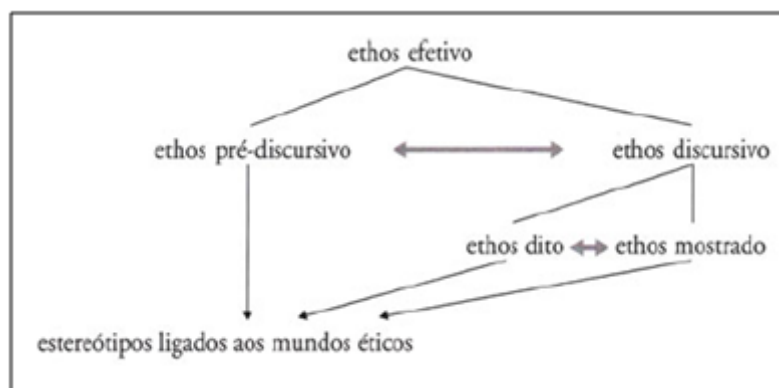 ethos efetivo
ethos pré-discursivo ethos discursivo
ethos dito ethos mostrado
estereótipos ligados aos mundos éticos